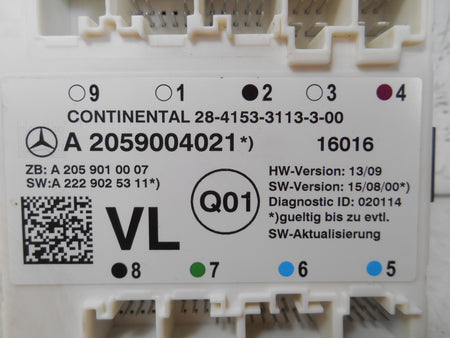 9 1 2 3 4
CONTINENTAL 28-4153-3113-3-00
A 2059004021*) 16016
ZB: A 205 901 00 07
SW:A 222 902 53 11*)
Q01
HW-Version: 13/09
SW-Version: 15/08/00*)
Diagnostic ID: 020114
*)gueltig bis zu evtl.
SW-Aktualisierung
VL
8 7 6 5